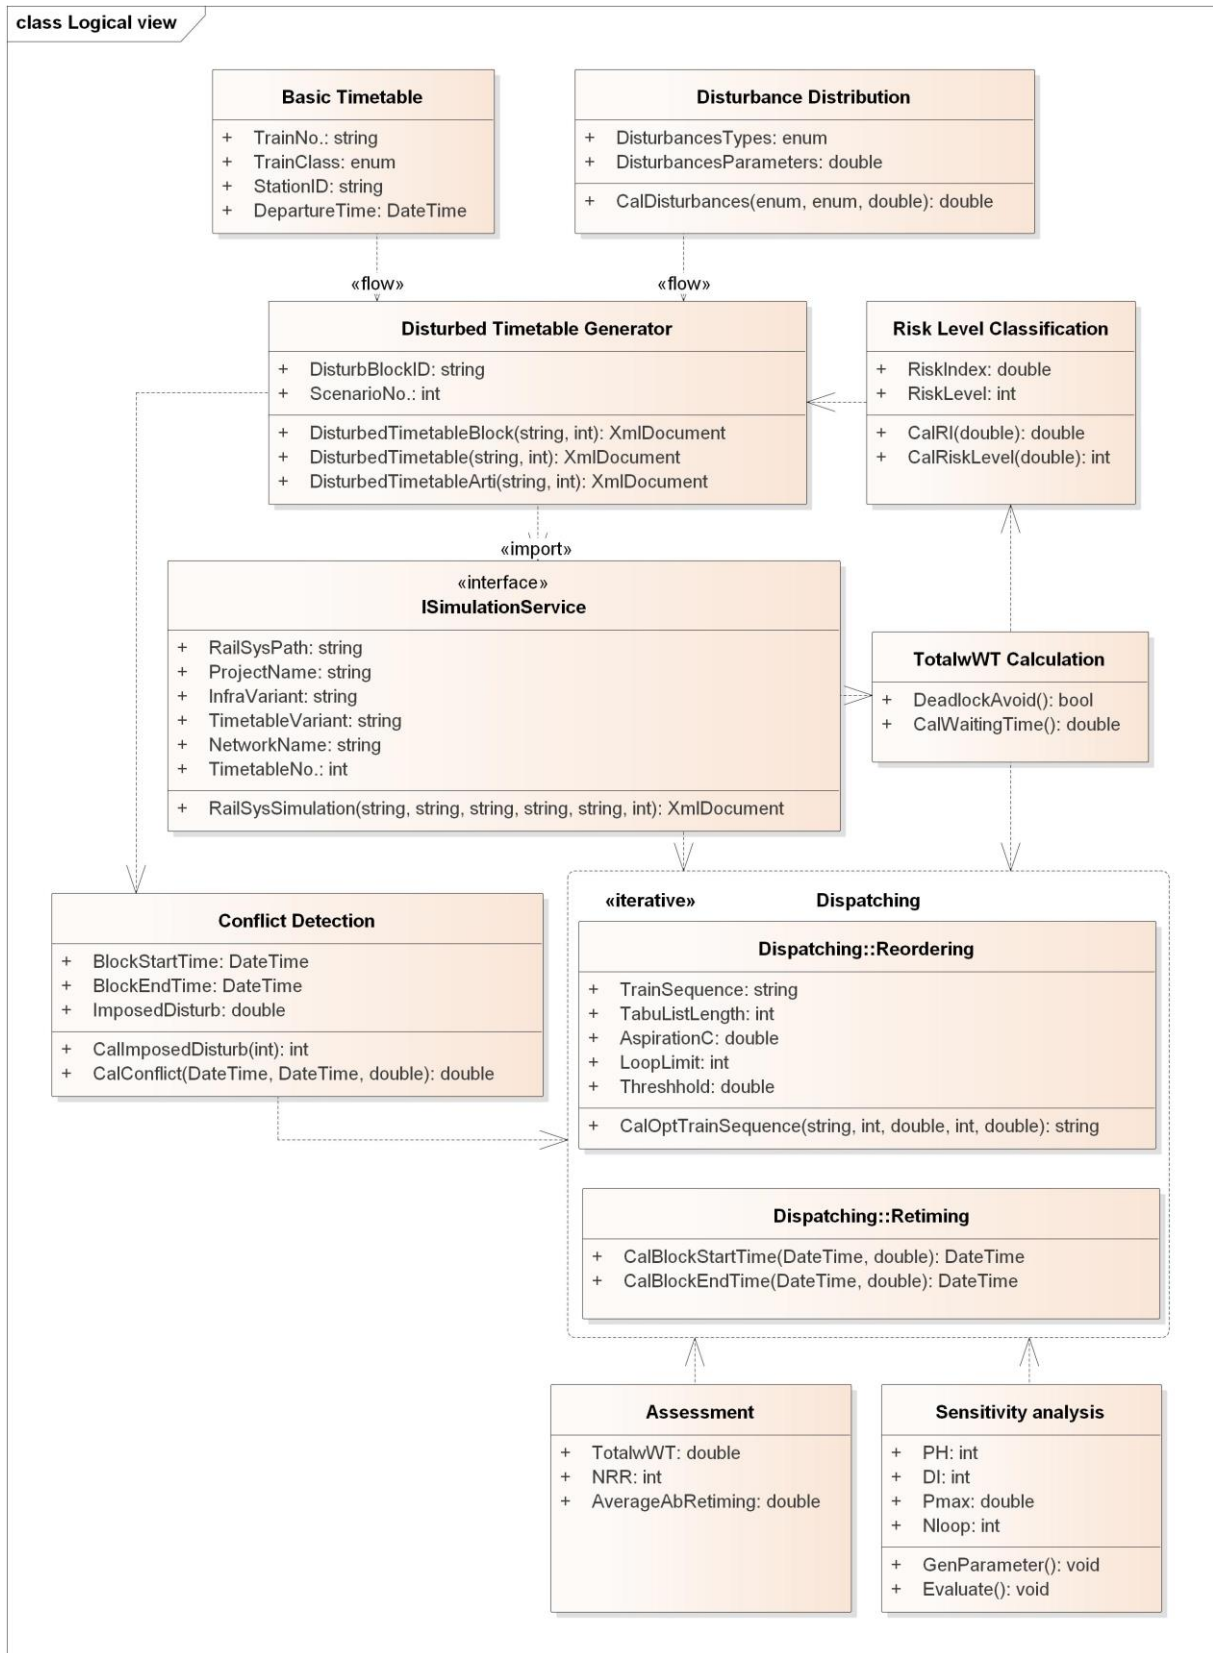 class Logical view
Basic Timetable
+ TrainNo.: string
+ TrainClass: enum
+ StationID: string
+ DepartureTime: DateTime
Disturbance Distribution
+ DisturbancesTypes: enum
+ DisturbancesParameters: double
+ CalDisturbances(enum, enum, double): double
«flow»
«flow»
Disturbed Timetable Generator
+ DisturbBlockID: string
+ ScenarioNo.: int
+ DisturbedTimetableBlock(string, int): XmlDocument
+ DisturbedTimetable(string, int): XmlDocument
+ DisturbedTimetableArti(string, int): XmlDocument
Risk Level Classification
+ RiskIndex: double
+ RiskLevel: int
+ CalRI(double): double
+ CalRiskLevel(double): int
«import»
«interface»
ISimulationService
+ RailSysPath: string
+ ProjectName: string
+ InfraVariant: string
+ TimetableVariant: string
+ NetworkName: string
+ TimetableNo.: int
+ RailSysSimulation(string, string, string, string, string, int): XmlDocument
TotalwWT Calculation
+ DeadlockAvoid(): bool
+ CalWaitingTime(): double
Conflict Detection
+ BlockStartTime: DateTime
+ BlockEndTime: DateTime
+ ImposedDisturb: double
+ CalImposedDisturb(int): int
+ CalConflict(DateTime, DateTime, double): double
«iterative» Dispatching
Dispatching::Reordering
+ TrainSequence: string
+ TabuListLength: int
+ AspirationC: double
+ LoopLimit: int
+ Threshhold: double
+ CalOptTrainSequence(string, int, double, int, double): string
Dispatching::Retiming
+ CalBlockStartTime(DateTime, double): DateTime
+ CalBlockEndTime(DateTime, double): DateTime
Assessment
+ TotalwWT: double
+ NRR: int
+ AverageAbRetiming: double
Sensitivity analysis
+ PH: int
+ DI: int
+ Pmax: double
+ Nloop: int
+ GenParameter(): void
+ Evaluate(): void